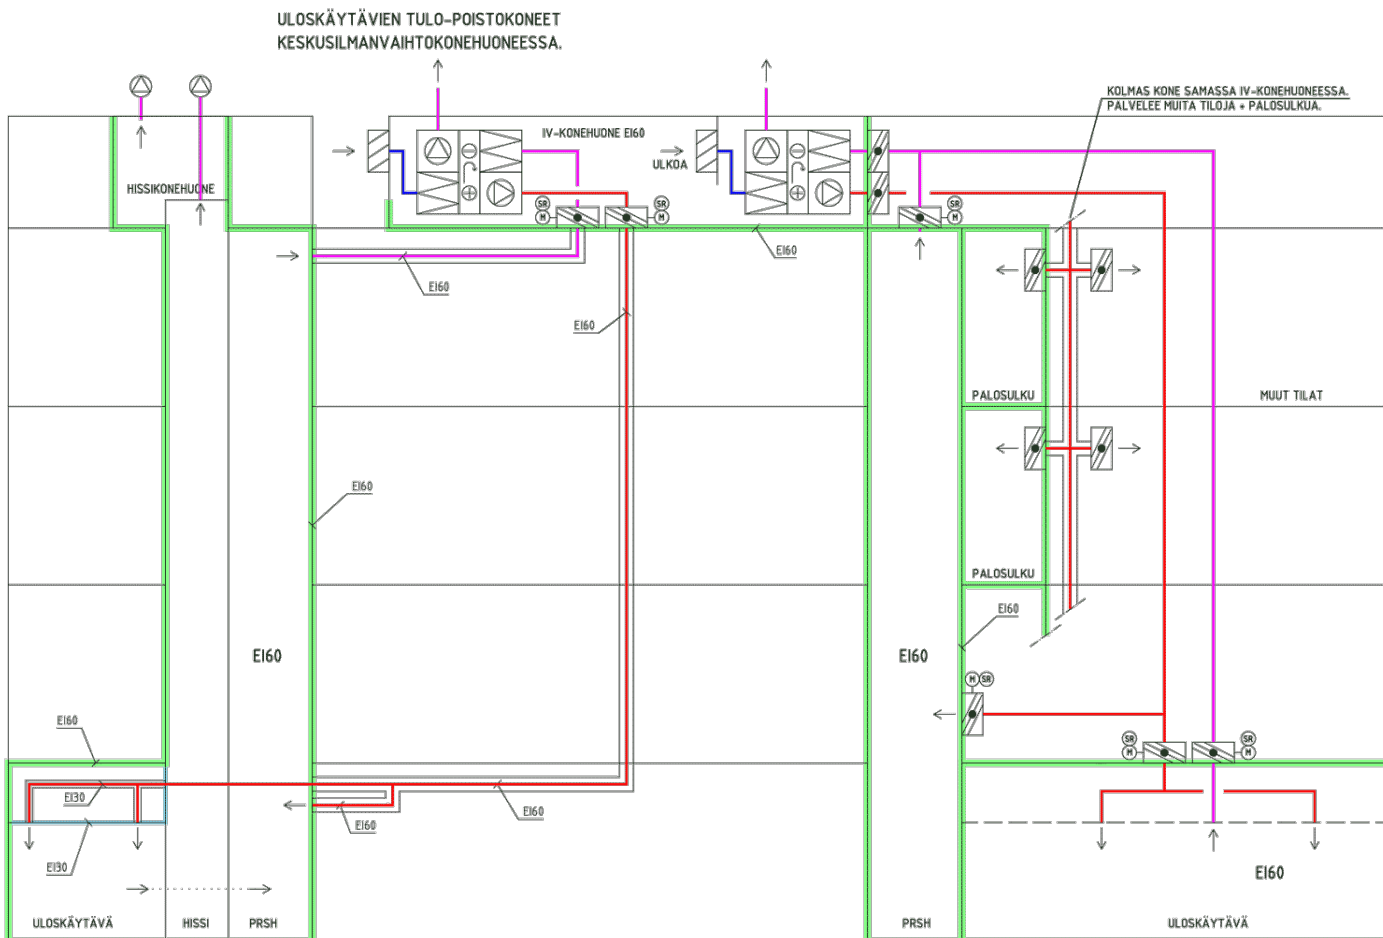 ULOSKÄYTÄVIEN TULO-POISTOKONEET
KESKUSILMANVAIHTOKONEHUONEESSA.
KOLMAS KONE SAMASSA IV-KONEHUONEESSA.
PALVELEE MUITA TILOJA + PALOSULKUA.
IV-KONEHUONE EI60
ULKOA
HISSIKONEHUONE
SR
M
SR
M
SR
M
EI60
EI60
EI60
PALOSULKU
MUUT TILAT
EI60
PALOSULKU
EI60
EI60
EI60
M
SR
EI60
SR
M
SR
M
EI30
EI60
EI60
EI30
EI60
ULOSKÄYTÄVÄ
HISSI
PRSH
PRSH
ULOSKÄYTÄVÄ